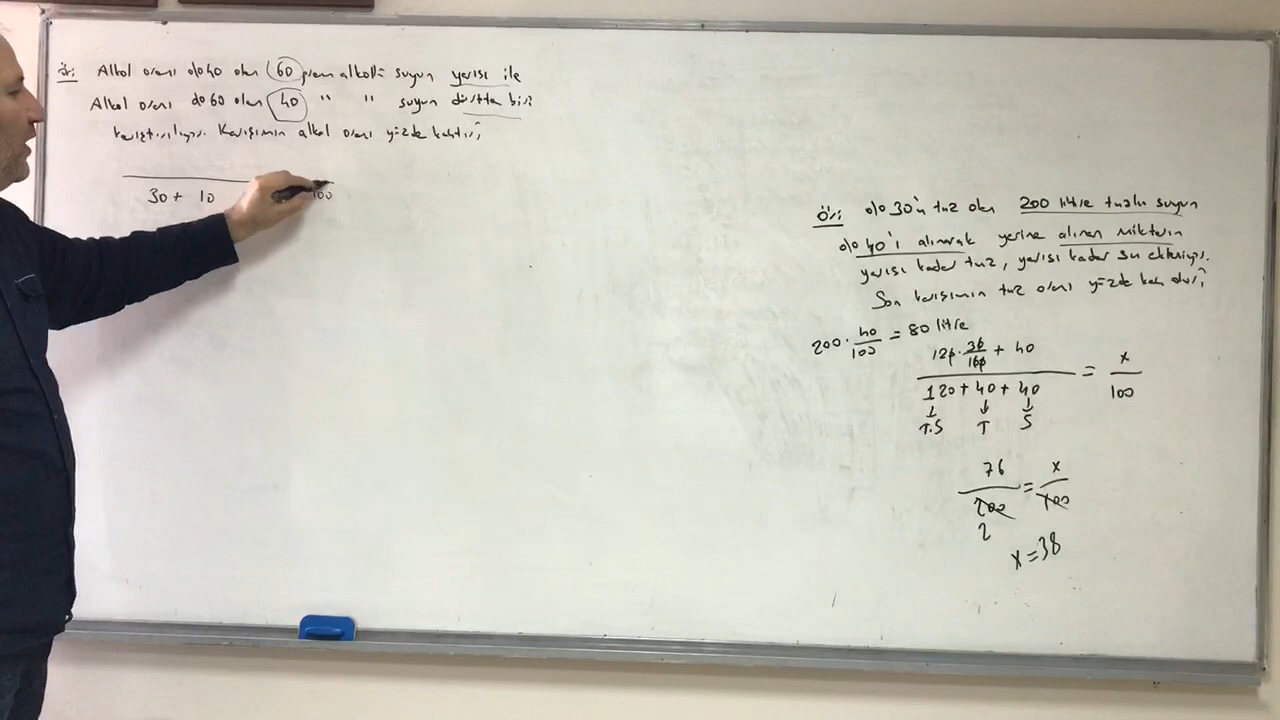 Ör: Alkol oranı %40 olan 60 gram alkollü suyun yarısı ile
Alkol oranı %60 olan 40 " " suyun dörtte biri
karıştırılıyor. Karışımın alkol oranı yüzde kaçtır?
30 + 10
100
Ör: %30'u tuz olan 200 litre tuzlu suyun
%40'ı alınarak yerine alınan miktarın
yarısı kadar tuz, yarısı kadar su ekleniyor.
Son karışımın tuz oranı yüzde kaç olur?
200 · 40/100 = 80 litre
120 · 30/100 + 40 = x
120 + 40 + 40 100
↓ ↓ ↓
T.S T S
76 = x
200 100
2
x = 38